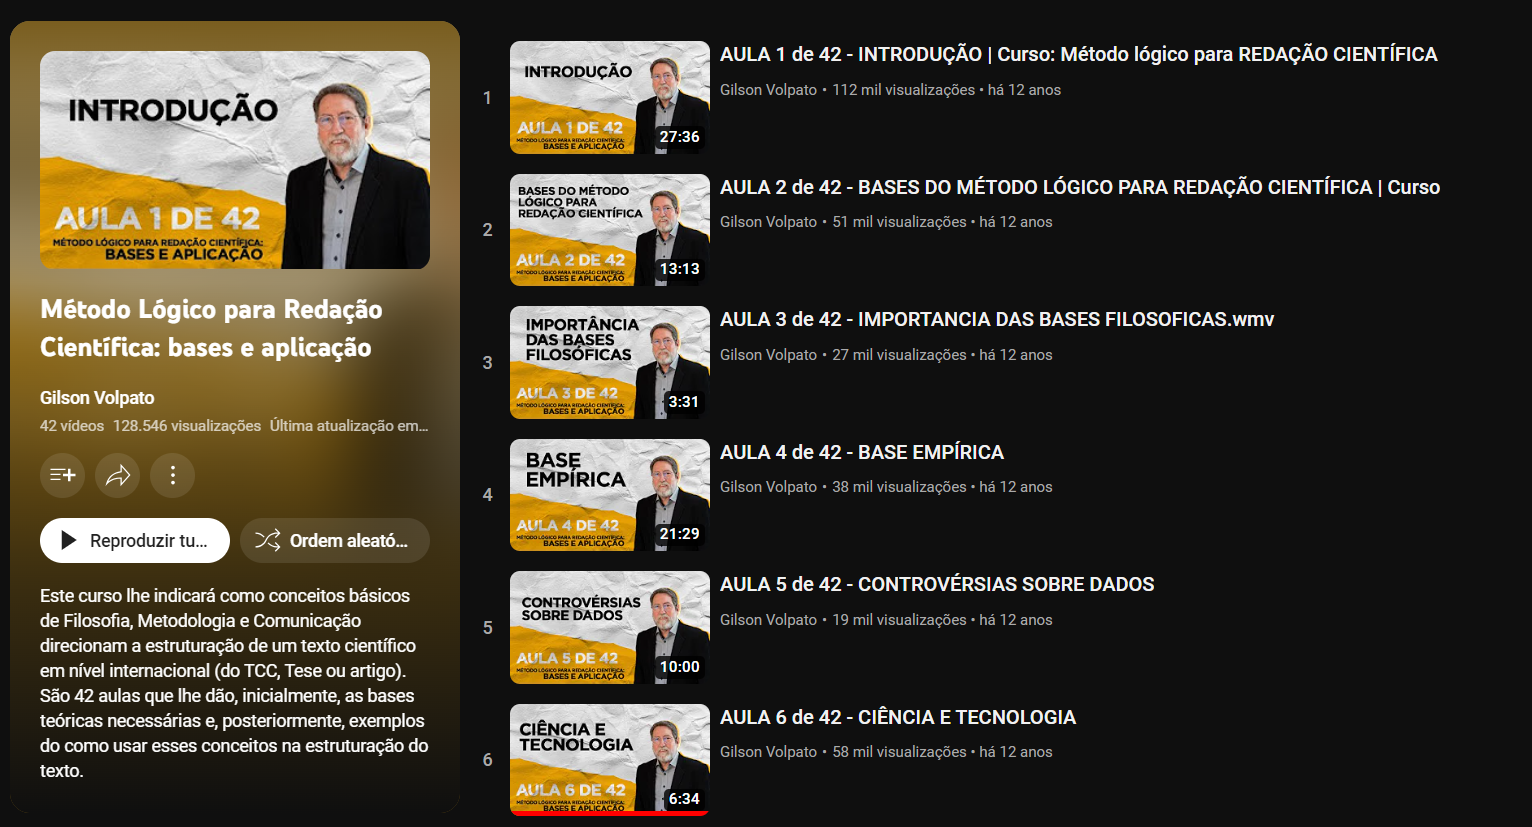 INTRODUÇÃO
AULA 1 DE 42
MÉTODO LÓGICO PARA REDAÇÃO CIENTÍFICA:
BASES E APLICAÇÃO
Método Lógico para Redação
Científica: bases e aplicação
Gilson Volpato
42 vídeos 128.546 visualizações Última atualização em...
Reproduzir tu...
Ordem aleató...
Este curso lhe indicará como conceitos básicos
de Filosofia, Metodologia e Comunicação
direcionam a estruturação de um texto científico
em nível internacional (do TCC, Tese ou artigo).
São 42 aulas que lhe dão, inicialmente, as bases
teóricas necessárias e, posteriormente, exemplos
do como usar esses conceitos na estruturação do
texto.
1
INTRODUÇÃO
AULA 1 DE 42
MÉTODO LÓGICO PARA REDAÇÃO CIENTÍFICA:
BASES E APLICAÇÃO
27:36
AULA 1 de 42 - INTRODUÇÃO | Curso: Método lógico para REDAÇÃO CIENTÍFICA
Gilson Volpato • 112 mil visualizações • há 12 anos
2
BASES DO MÉTODO
LÓGICO PARA
REDAÇÃO CIENTÍFICA
AULA 2 DE 42
MÉTODO LÓGICO PARA REDAÇÃO CIENTÍFICA:
BASES E APLICAÇÃO
13:13
AULA 2 de 42 - BASES DO MÉTODO LÓGICO PARA REDAÇÃO CIENTÍFICA | Curso
Gilson Volpato • 51 mil visualizações • há 12 anos
3
IMPORTÂNCIA
DAS BASES
FILOSÓFICAS
AULA 3 DE 42
MÉTODO LÓGICO PARA REDAÇÃO CIENTÍFICA:
BASES E APLICAÇÃO
3:31
AULA 3 de 42 - IMPORTANCIA DAS BASES FILOSOFICAS.wmv
Gilson Volpato • 27 mil visualizações • há 12 anos
4
BASE
EMPÍRICA
AULA 4 DE 42
MÉTODO LÓGICO PARA REDAÇÃO CIENTÍFICA:
BASES E APLICAÇÃO
21:29
AULA 4 de 42 - BASE EMPÍRICA
Gilson Volpato • 38 mil visualizações • há 12 anos
5
CONTROVÉRSIAS
SOBRE DADOS
AULA 5 DE 42
MÉTODO LÓGICO PARA REDAÇÃO CIENTÍFICA:
BASES E APLICAÇÃO
10:00
AULA 5 de 42 - CONTROVÉRSIAS SOBRE DADOS
Gilson Volpato • 19 mil visualizações • há 12 anos
6
CIÊNCIA E
TECNOLOGIA
AULA 6 DE 42
MÉTODO LÓGICO PARA REDAÇÃO CIENTÍFICA:
BASES E APLICAÇÃO
6:34
AULA 6 de 42 - CIÊNCIA E TECNOLOGIA
Gilson Volpato • 58 mil visualizações • há 12 anos